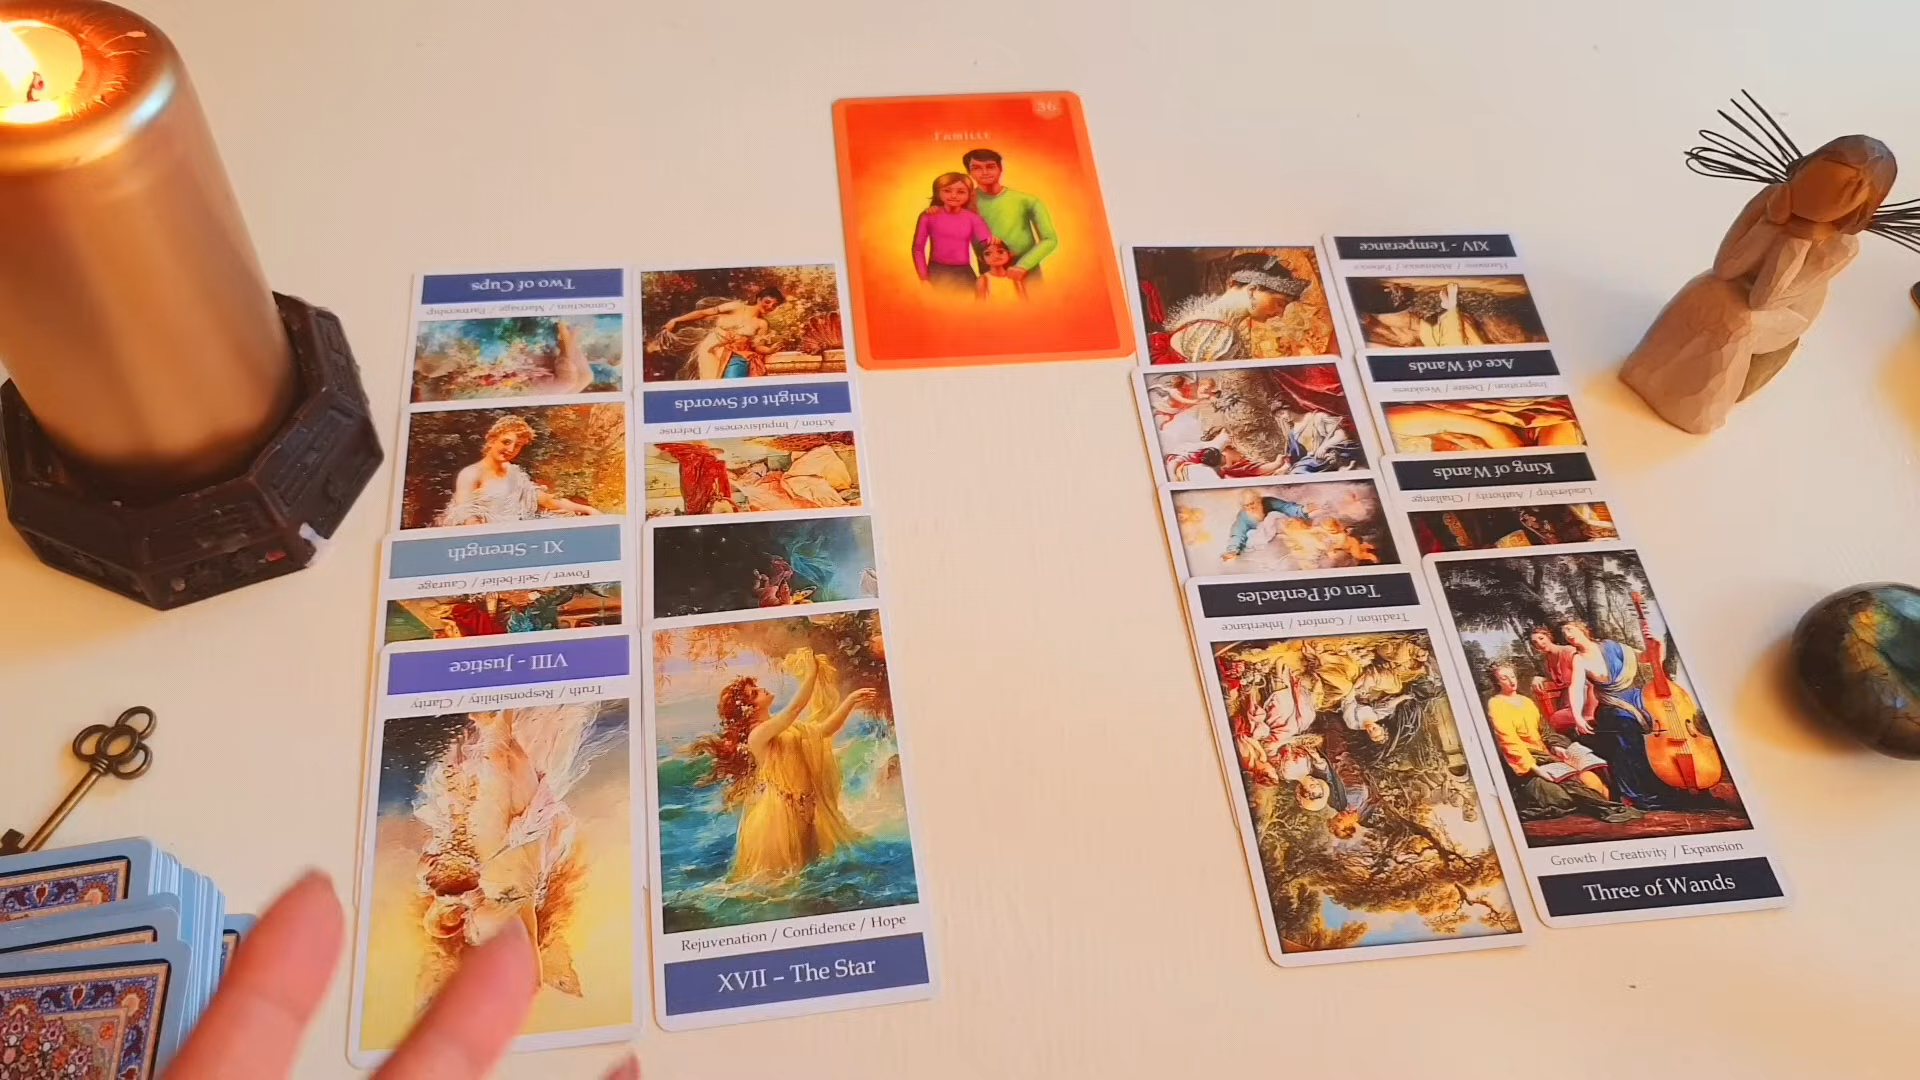 36
Famille
Two of Cups
Connection / Marriage / Partnership
Knight of Swords
Action / Impulsiveness / Defense
XI - Strength
Power / Self-belief / Caurage
VIII - Justice
Truth / Responsibility / Clarity
Rejuvenation / Confidence / Hope
XVII – The Star
XIV - Temperance
Ace of Wands
Inspiration / Desire / Weakness
King of Wands
Leadership / Authority / Challange
Ten of Pentacles
Tradition / Comfort / Inheritance
Growth / Creativity / Expansion
Three of Wands